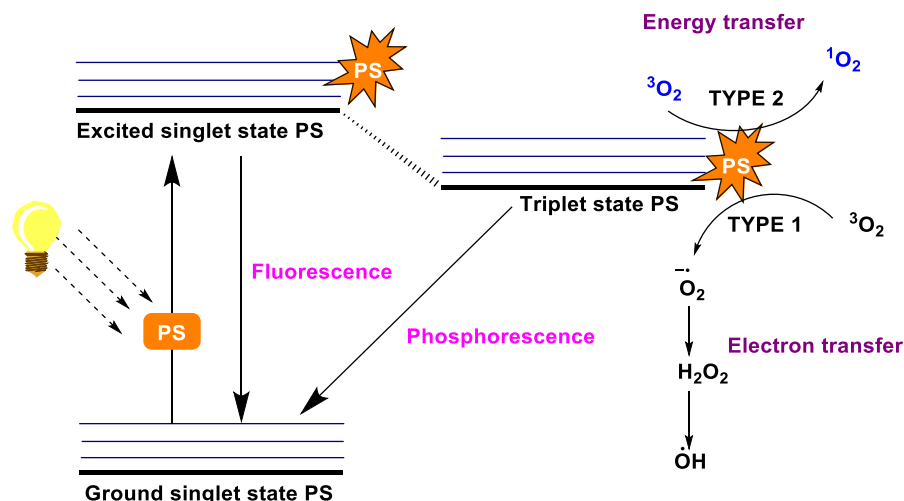 Energy transfer
PS
¹O₂
³O₂
TYPE 2
Excited singlet state PS
PS
Triplet state PS
TYPE 1
³O₂
Fluorescence
–•
O₂
PS
Phosphorescence
Electron transfer
H₂O₂
•
OH
Ground singlet state PS